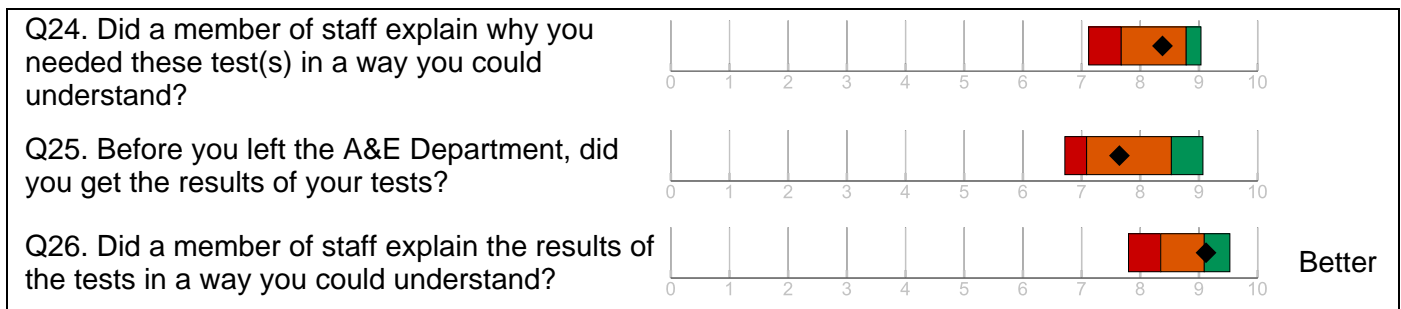 Q24. Did a member of staff explain why you
needed these test(s) in a way you could
understand?
0 1 2 3 4 5 6 7 8 9 10
Q25. Before you left the A&E Department, did
you get the results of your tests?
0 1 2 3 4 5 6 7 8 9 10
Q26. Did a member of staff explain the results of
the tests in a way you could understand?
Better
0 1 2 3 4 5 6 7 8 9 10